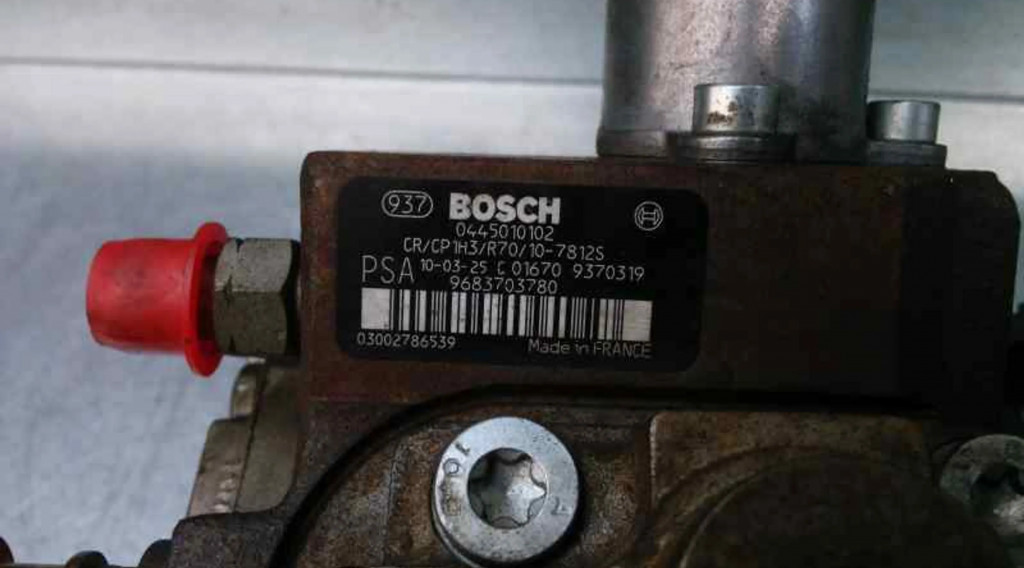 937 BOSCH
0445010102
CR/CP1H3/R70/10-7812S
PSA 10-03-25 C 01670 9370319
9683703780
03002786539 Made in FRANCE